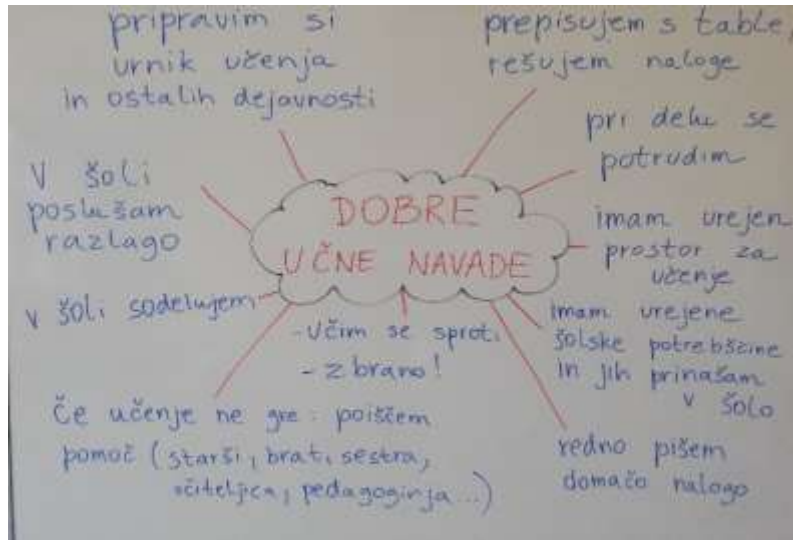 pripravim si
urnik učenja
in ostalih dejavnosti
prepisujem s table,
rešujem naloge
pri delu se
potrudim
V šoli
poslušam
razlago
DOBRE
UČNE NAVADE
imam urejen
prostor za
učenje
v šoli sodelujem
- Učim se sproti
- zbrano!
imam urejene
šolske potrebščine
in jih prinašam
v šolo
Če učenje ne gre: poiščem
pomoč (starši, brat, sestra,
učiteljica, pedagoginja ...)
redno pišem
domačo nalogo